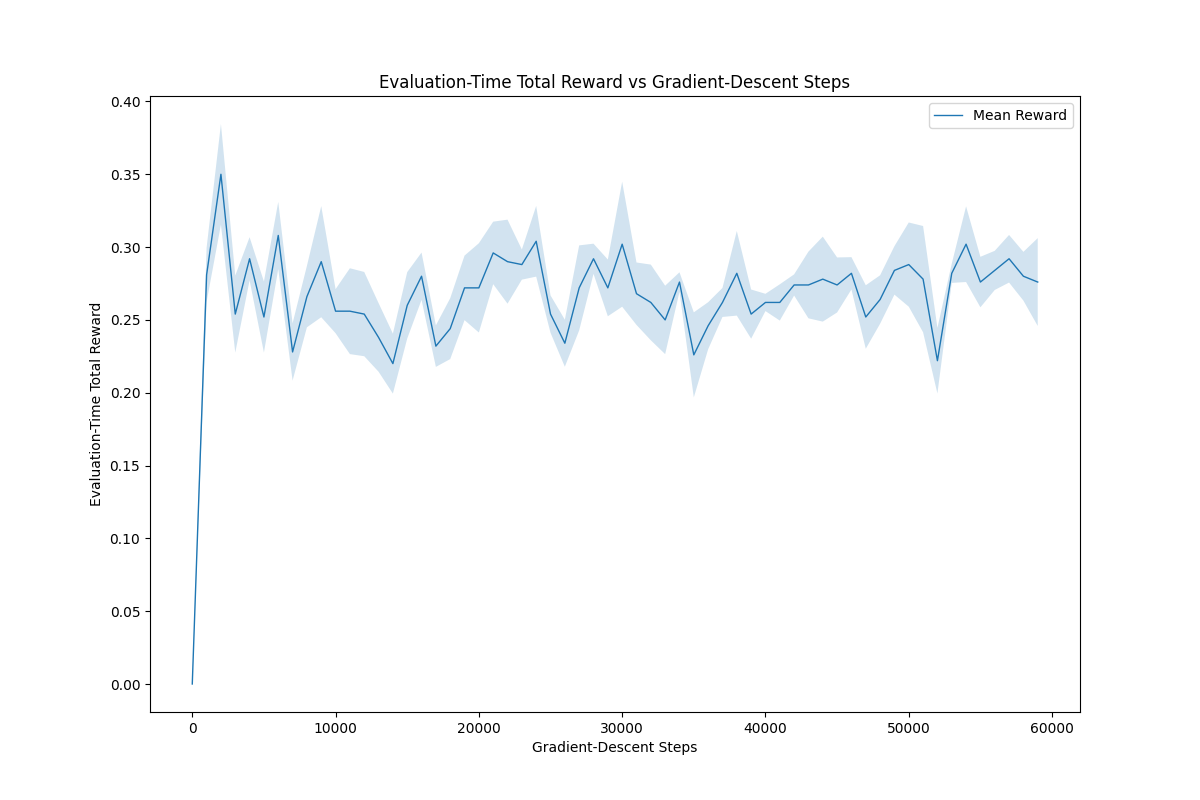 Evaluation-Time Total Reward vs Gradient-Descent Steps
Mean Reward
Evaluation-Time Total Reward
0.40
0.35
0.30
0.25
0.20
0.15
0.10
0.05
0.00
0 10000 20000 30000 40000 50000 60000
Gradient-Descent Steps